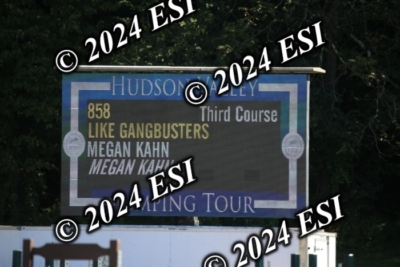 © 2024 ESI
© 2024 ESI
HUDSON VALLEY
858 Third Course
LIKE GANGBUSTERS
MEGAN KAHN
MEGAN KAHN
© 2024 ESI
TOUR
© 2024 ESI
© 2024 ESI